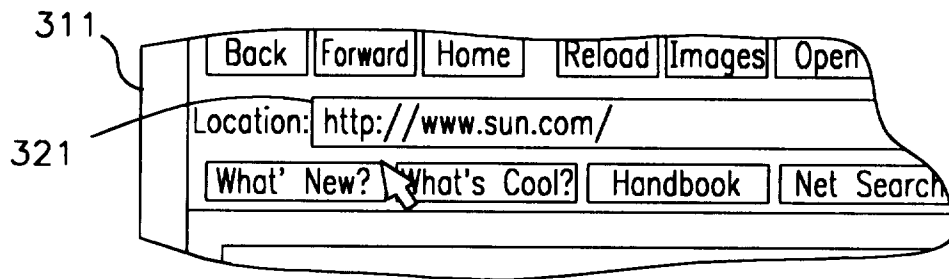 311
Back Forward Home Reload Images Open
Location: http://www.sun.com/
321
What' New? What's Cool? Handbook Net Search